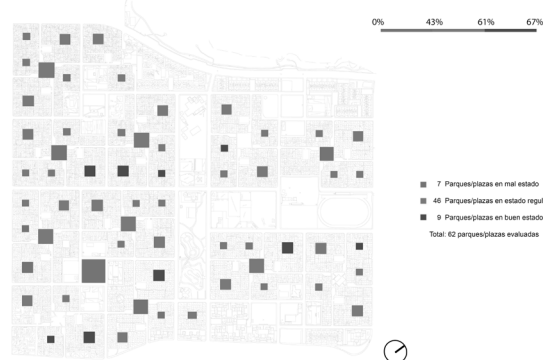 0% 43% 61% 67%
7 Parques/plazas en mal estado
46 Parques/plazas en estado regul
9 Parques/plazas en buen estado
Total: 62 parques/plazas evaluadas